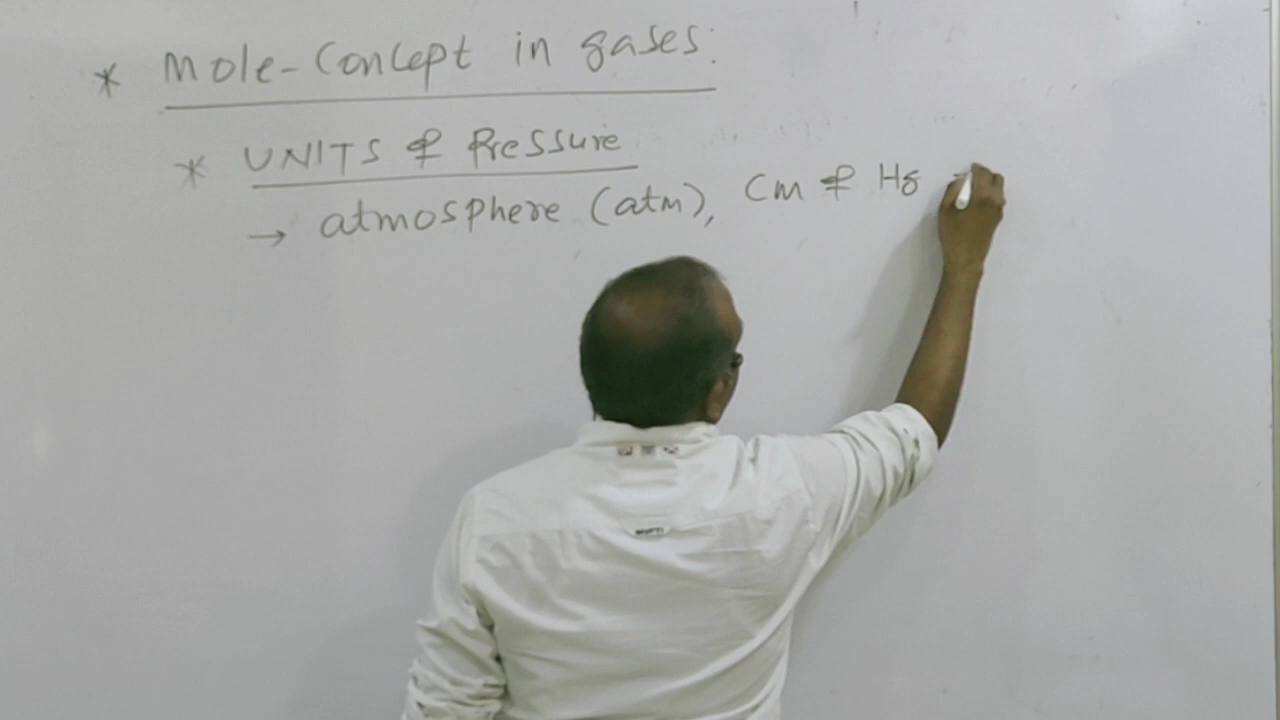 * Mole-Concept in gases:
* UNITS of Pressure
→ atmosphere (atm), Cm of Hg